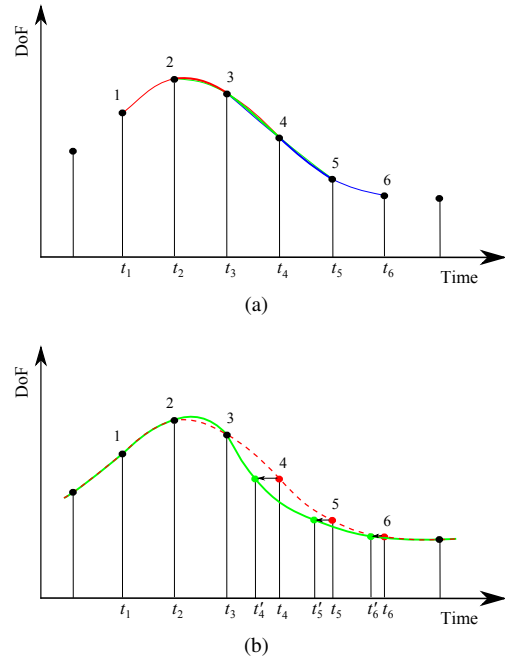 DoF
1
2
3
4
5
6
t₁ t₂ t₃ t₄ t₅ t₆
Time
(a)
DoF
1
2
3
4
5
6
t₁ t₂ t₃ t′₄ t₄ t′₅ t₅ t′₆ t₆
Time
(b)